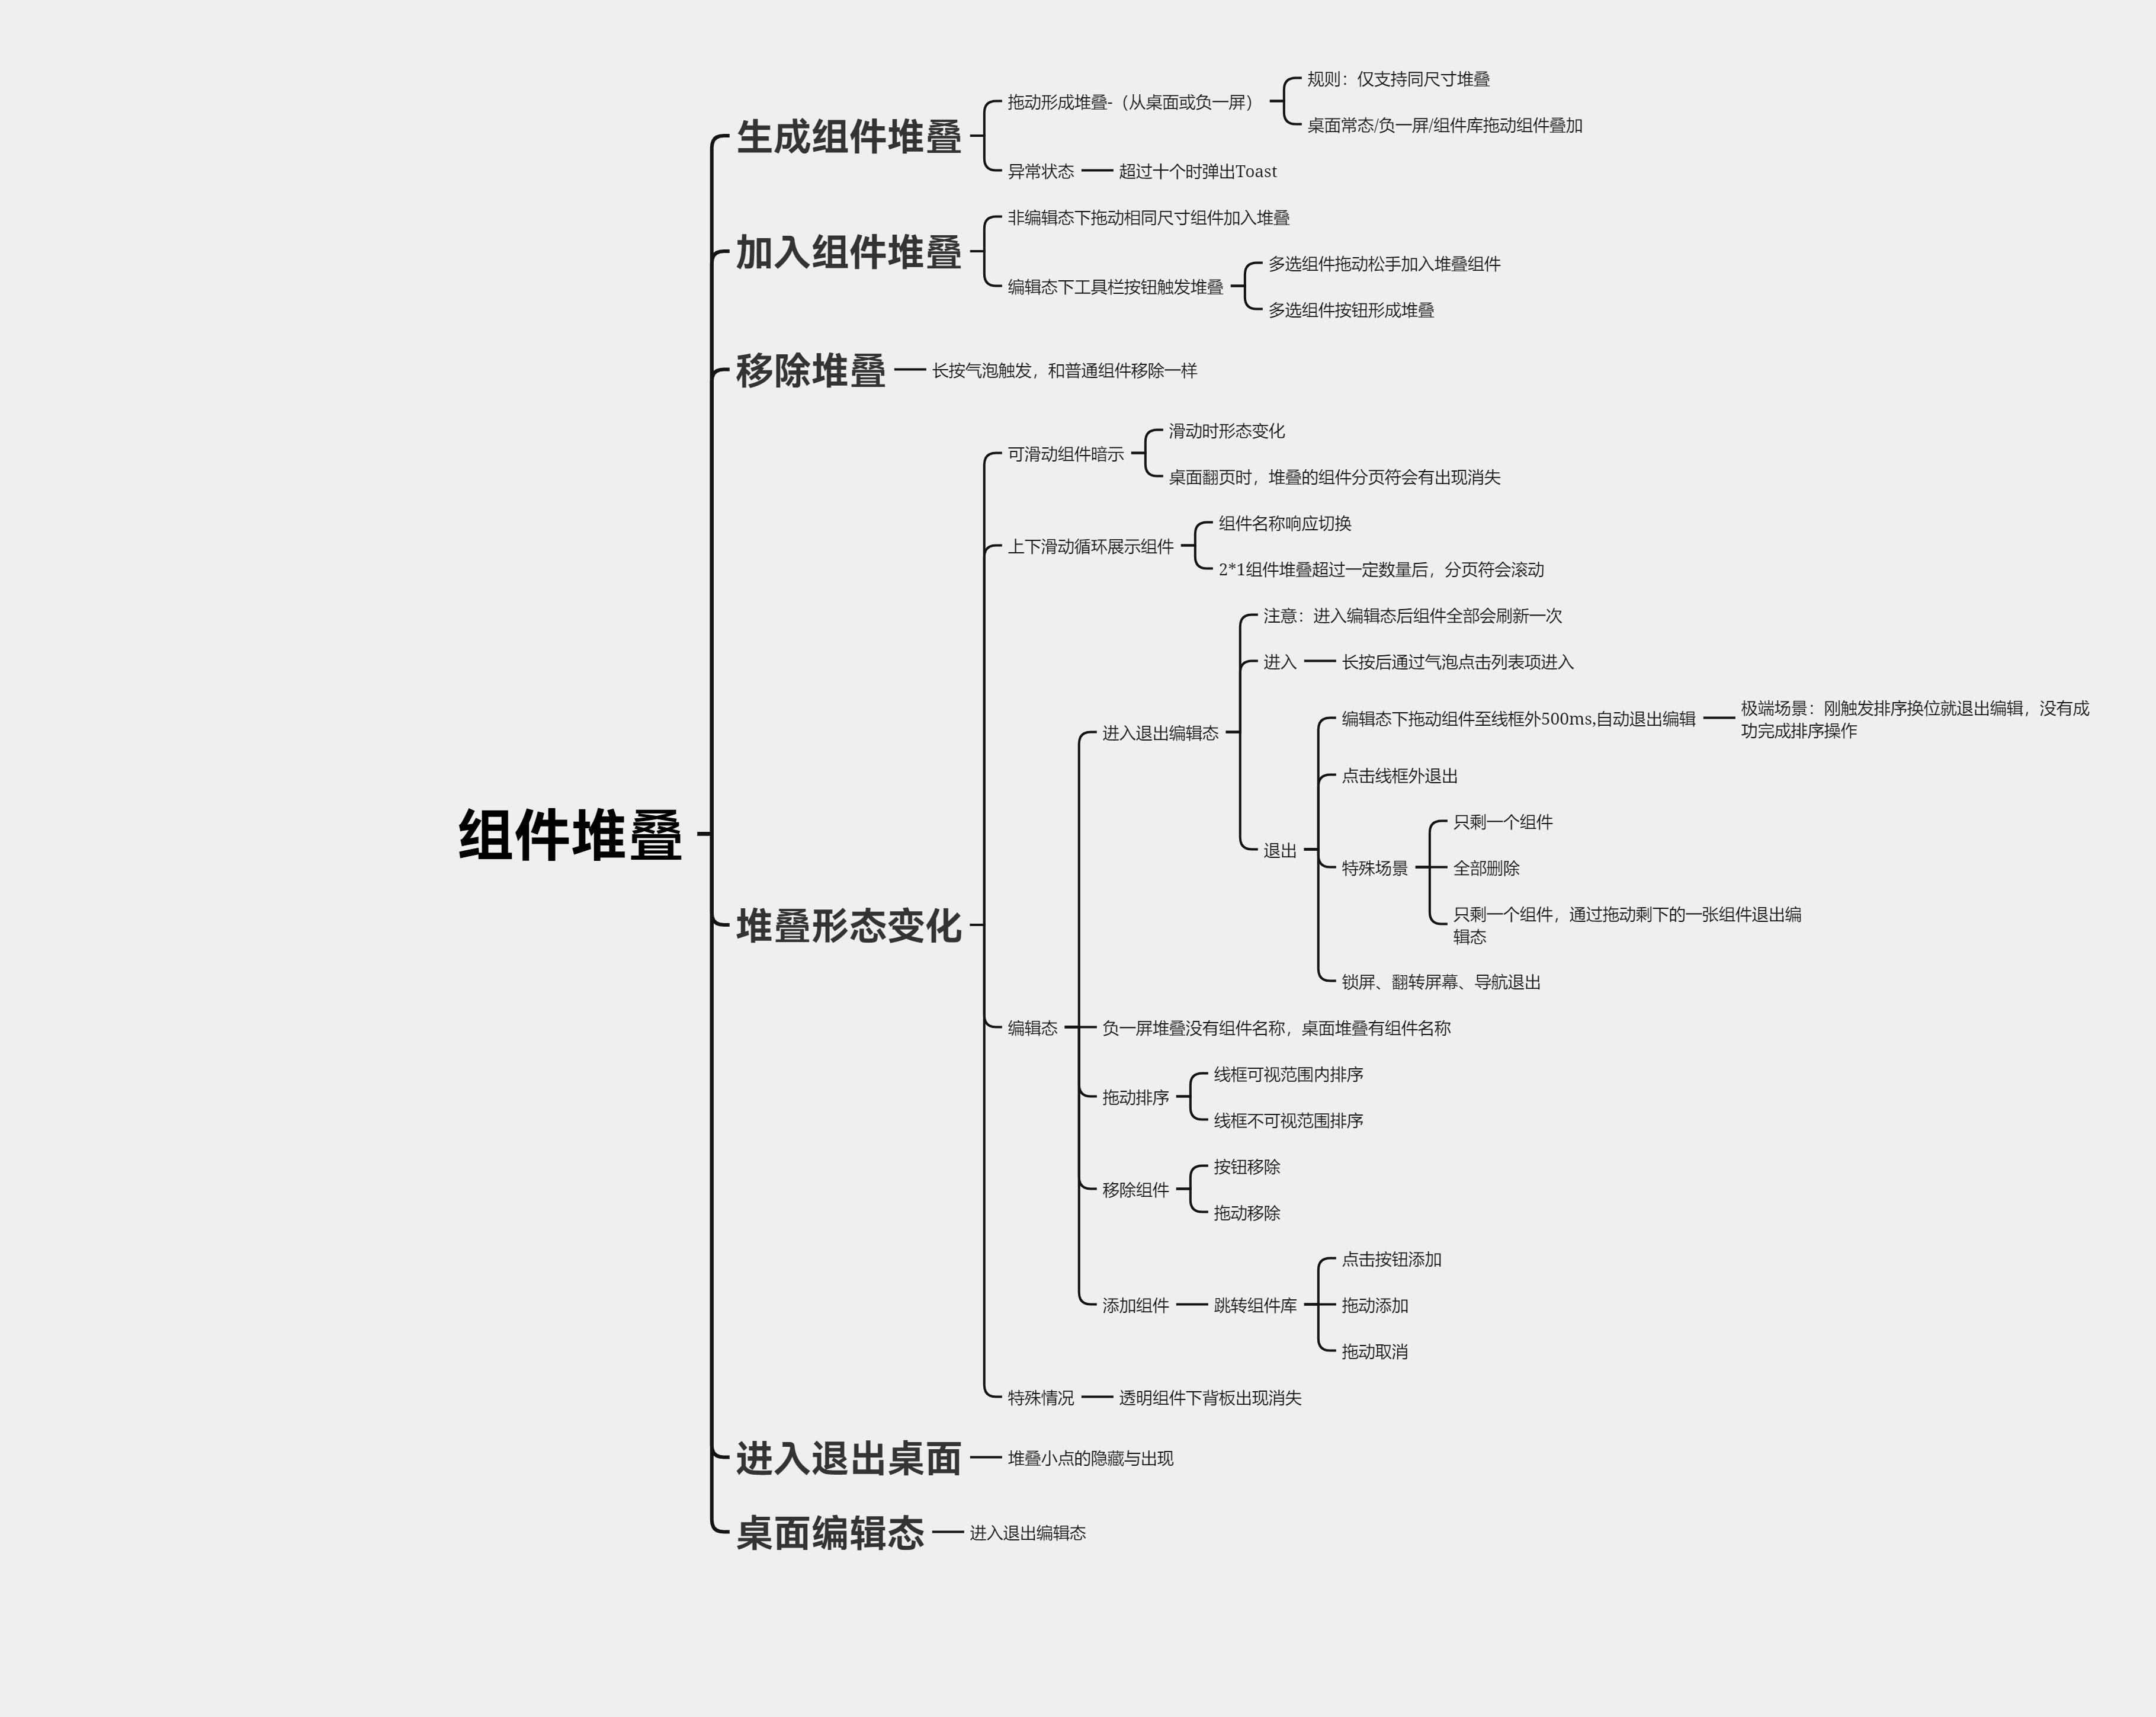 组件堆叠
生成组件堆叠
拖动形成堆叠-（从桌面或负一屏）
规则：仅支持同尺寸堆叠
桌面常态/负一屏/组件库拖动组件叠加
异常状态
超过十个时弹出Toast
加入组件堆叠
非编辑态下拖动相同尺寸组件加入堆叠
编辑态下工具栏按钮触发堆叠
多选组件拖动松手加入堆叠组件
多选组件按钮形成堆叠
移除堆叠
长按气泡触发，和普通组件移除一样
堆叠形态变化
可滑动组件暗示
滑动时形态变化
桌面翻页时，堆叠的组件分页符会有出现消失
上下滑动循环展示组件
组件名称响应切换
2*1组件堆叠超过一定数量后，分页符会滚动
编辑态
进入退出编辑态
注意：进入编辑态后组件全部会刷新一次
进入
长按后通过气泡点击列表项进入
退出
编辑态下拖动组件至线框外500ms,自动退出编辑
极端场景：刚触发排序换位就退出编辑，没有成
功完成排序操作
点击线框外退出
特殊场景
只剩一个组件
全部删除
只剩一个组件，通过拖动剩下的一张组件退出编
辑态
锁屏、翻转屏幕、导航退出
负一屏堆叠没有组件名称，桌面堆叠有组件名称
拖动排序
线框可视范围内排序
线框不可视范围排序
移除组件
按钮移除
拖动移除
添加组件
跳转组件库
点击按钮添加
拖动添加
拖动取消
特殊情况
透明组件下背板出现消失
进入退出桌面
堆叠小点的隐藏与出现
桌面编辑态
进入退出编辑态